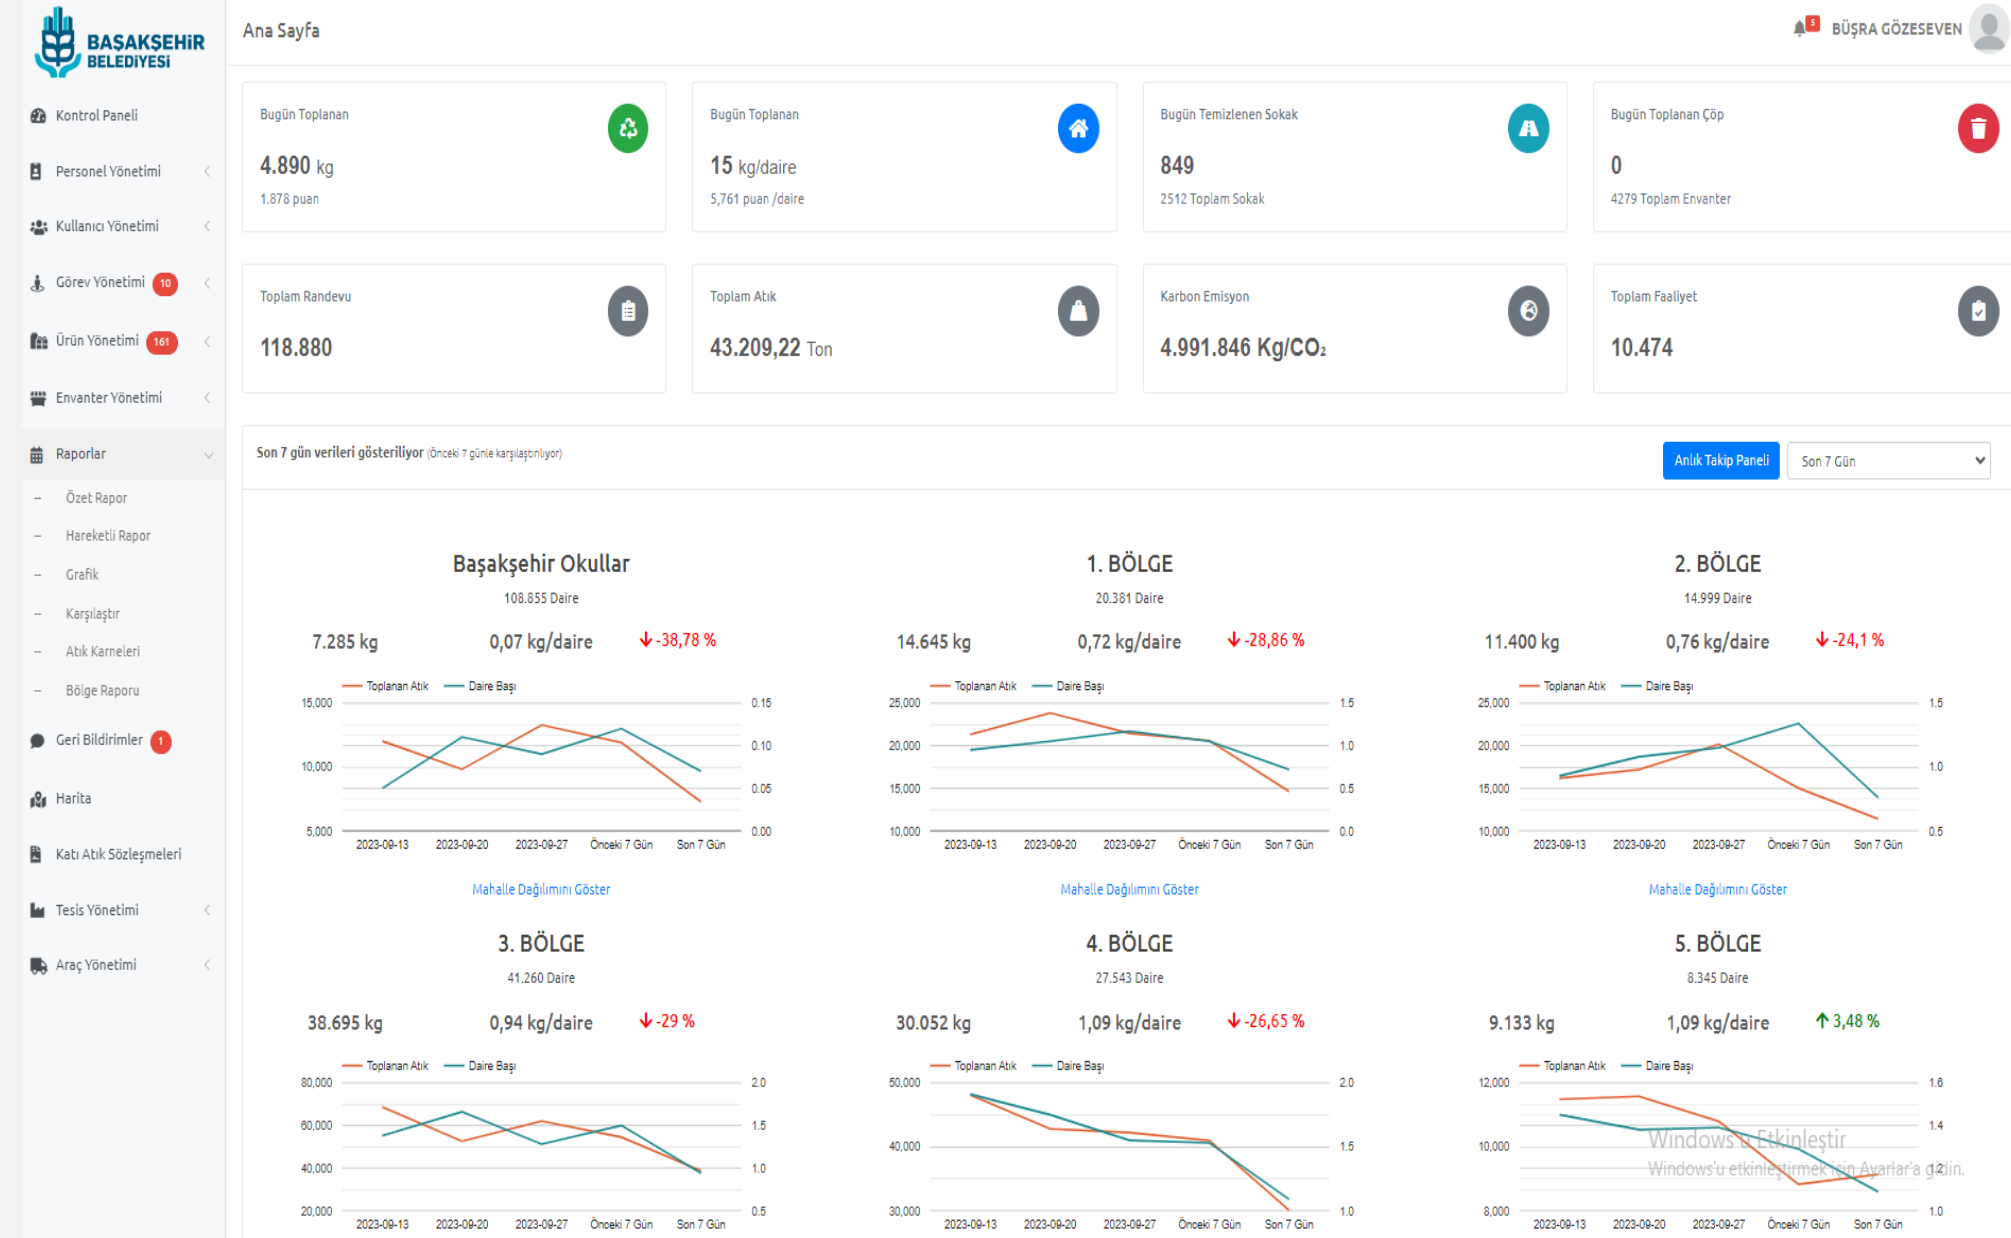 BAŞAKŞEHİR
BELEDİYESİ
Ana Sayfa
5
BÜŞRA GÖZESEVEN
Kontrol Paneli
Personel Yönetimi
Kullanıcı Yönetimi
Görev Yönetimi 10
Ürün Yönetimi 161
Envanter Yönetimi
Raporlar
-- Özet Rapor
-- Hareketli Rapor
-- Grafik
-- Karşılaştır
-- Atık Karneleri
-- Bölge Raporu
Geri Bildirimler 1
Harita
Katı Atık Sözleşmeleri
Tesis Yönetimi
Araç Yönetimi
Bugün Toplanan
4.890 kg
1.878 puan
Bugün Toplanan
15 kg/daire
5,761 puan /daire
Bugün Temizlenen Sokak
849
2512 Toplam Sokak
Bugün Toplanan Çöp
0
4279 Toplam Envanter
Toplam Randevu
118.880
Toplam Atık
43.209,22 Ton
Karbon Emisyon
4.991.846 Kg/CO₂
Toplam Faaliyet
10.474
Son 7 gün verileri gösteriliyor (Önceki 7 günle karşılaştırılıyor)
Anlık Takip Paneli
Son 7 Gün
Başakşehir Okullar
108.855 Daire
7.285 kg 0,07 kg/daire -38,78 %
Toplanan Atık Daire Başı
15,000 0.15
0.10
10,000
0.05
5,000 0.00
2023-09-13 2023-09-20 2023-09-27 Önceki 7 Gün Son 7 Gün
Mahalle Dağılımını Göster
1. BÖLGE
20.381 Daire
14.645 kg 0,72 kg/daire -28,86 %
Toplanan Atık Daire Başı
25,000 1.5
20,000 1.0
15,000 0.5
10,000 0.0
2023-09-13 2023-09-20 2023-09-27 Önceki 7 Gün Son 7 Gün
Mahalle Dağılımını Göster
2. BÖLGE
14.999 Daire
11.400 kg 0,76 kg/daire -24,1 %
Toplanan Atık Daire Başı
25,000 1.5
20,000
1.0
15,000
10,000 0.5
2023-09-13 2023-09-20 2023-09-27 Önceki 7 Gün Son 7 Gün
Mahalle Dağılımını Göster
3. BÖLGE
41.260 Daire
38.695 kg 0,94 kg/daire -29 %
Toplanan Atık Daire Başı
80,000 2.0
60,000 1.5
40,000 1.0
20,000 0.5
2023-09-13 2023-09-20 2023-09-27 Önceki 7 Gün Son 7 Gün
4. BÖLGE
27.543 Daire
30.052 kg 1,09 kg/daire -26,65 %
Toplanan Atık Daire Başı
50,000 2.0
40,000 1.5
30,000 1.0
2023-09-13 2023-09-20 2023-09-27 Önceki 7 Gün Son 7 Gün
5. BÖLGE
8.345 Daire
9.133 kg 1,09 kg/daire 3,48 %
Toplanan Atık Daire Başı
12,000 1.6
1.4
10,000
1.2
8,000 1.0
2023-09-13 2023-09-20 2023-09-27 Önceki 7 Gün Son 7 Gün
Windows'u Etkinleştir
Windows'u etkinleştirmek için Ayarlar'a gidin.